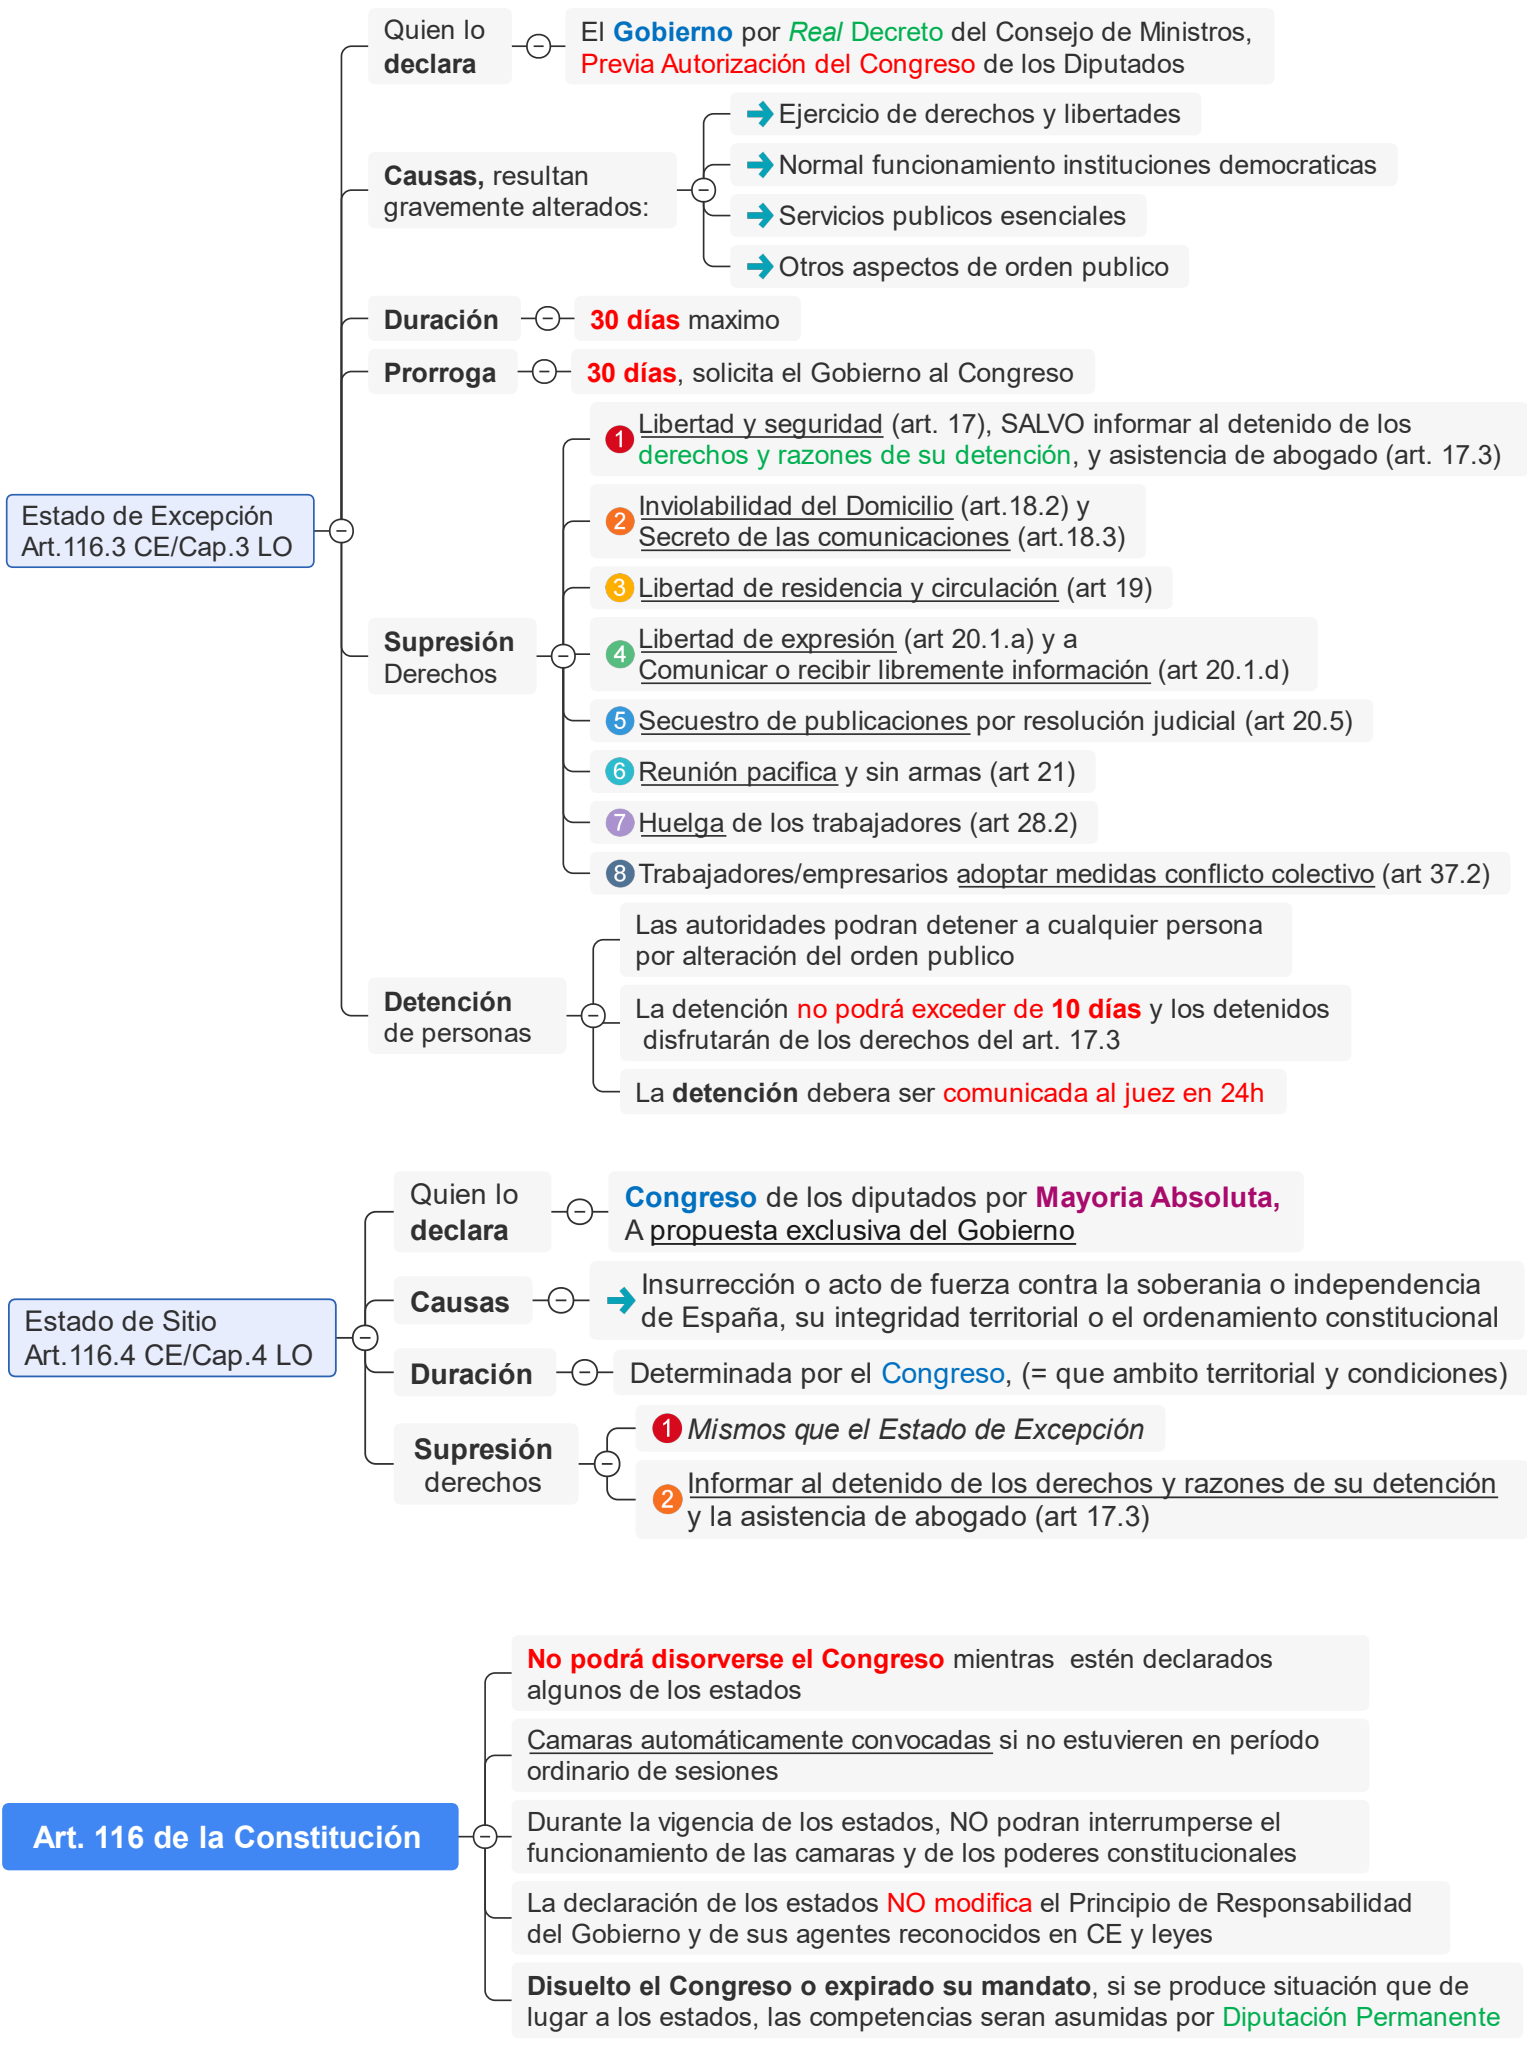 Quien lo
declara
El Gobierno por Real Decreto del Consejo de Ministros,
Previa Autorización del Congreso de los Diputados
Causas, resultan
gravemente alterados:
Ejercicio de derechos y libertades
Normal funcionamiento instituciones democraticas
Servicios publicos esenciales
Otros aspectos de orden publico
Duración
30 días maximo
Prorroga
30 días, solicita el Gobierno al Congreso
Estado de Excepción
Art.116.3 CE/Cap.3 LO
Supresión
Derechos
1 Libertad y seguridad (art. 17), SALVO informar al detenido de los
derechos y razones de su detención, y asistencia de abogado (art. 17.3)
2 Inviolabilidad del Domicilio (art.18.2) y
Secreto de las comunicaciones (art.18.3)
3 Libertad de residencia y circulación (art 19)
4 Libertad de expresión (art 20.1.a) y a
Comunicar o recibir libremente información (art 20.1.d)
5 Secuestro de publicaciones por resolución judicial (art 20.5)
6 Reunión pacifica y sin armas (art 21)
7 Huelga de los trabajadores (art 28.2)
8 Trabajadores/empresarios adoptar medidas conflicto colectivo (art 37.2)
Detención
de personas
Las autoridades podran detener a cualquier persona
por alteración del orden publico
La detención no podrá exceder de 10 días y los detenidos
disfrutarán de los derechos del art. 17.3
La detención debera ser comunicada al juez en 24h
Estado de Sitio
Art.116.4 CE/Cap.4 LO
Quien lo
declara
Congreso de los diputados por Mayoria Absoluta,
A propuesta exclusiva del Gobierno
Causas
Insurrección o acto de fuerza contra la soberania o independencia
de España, su integridad territorial o el ordenamiento constitucional
Duración
Determinada por el Congreso, (= que ambito territorial y condiciones)
Supresión
derechos
1 Mismos que el Estado de Excepción
2 Informar al detenido de los derechos y razones de su detención
y la asistencia de abogado (art 17.3)
Art. 116 de la Constitución
No podrá disorverse el Congreso mientras estén declarados
algunos de los estados
Camaras automáticamente convocadas si no estuvieren en período
ordinario de sesiones
Durante la vigencia de los estados, NO podran interrumperse el
funcionamiento de las camaras y de los poderes constitucionales
La declaración de los estados NO modifica el Principio de Responsabilidad
del Gobierno y de sus agentes reconocidos en CE y leyes
Disuelto el Congreso o expirado su mandato, si se produce situación que de
lugar a los estados, las competencias seran asumidas por Diputación Permanente